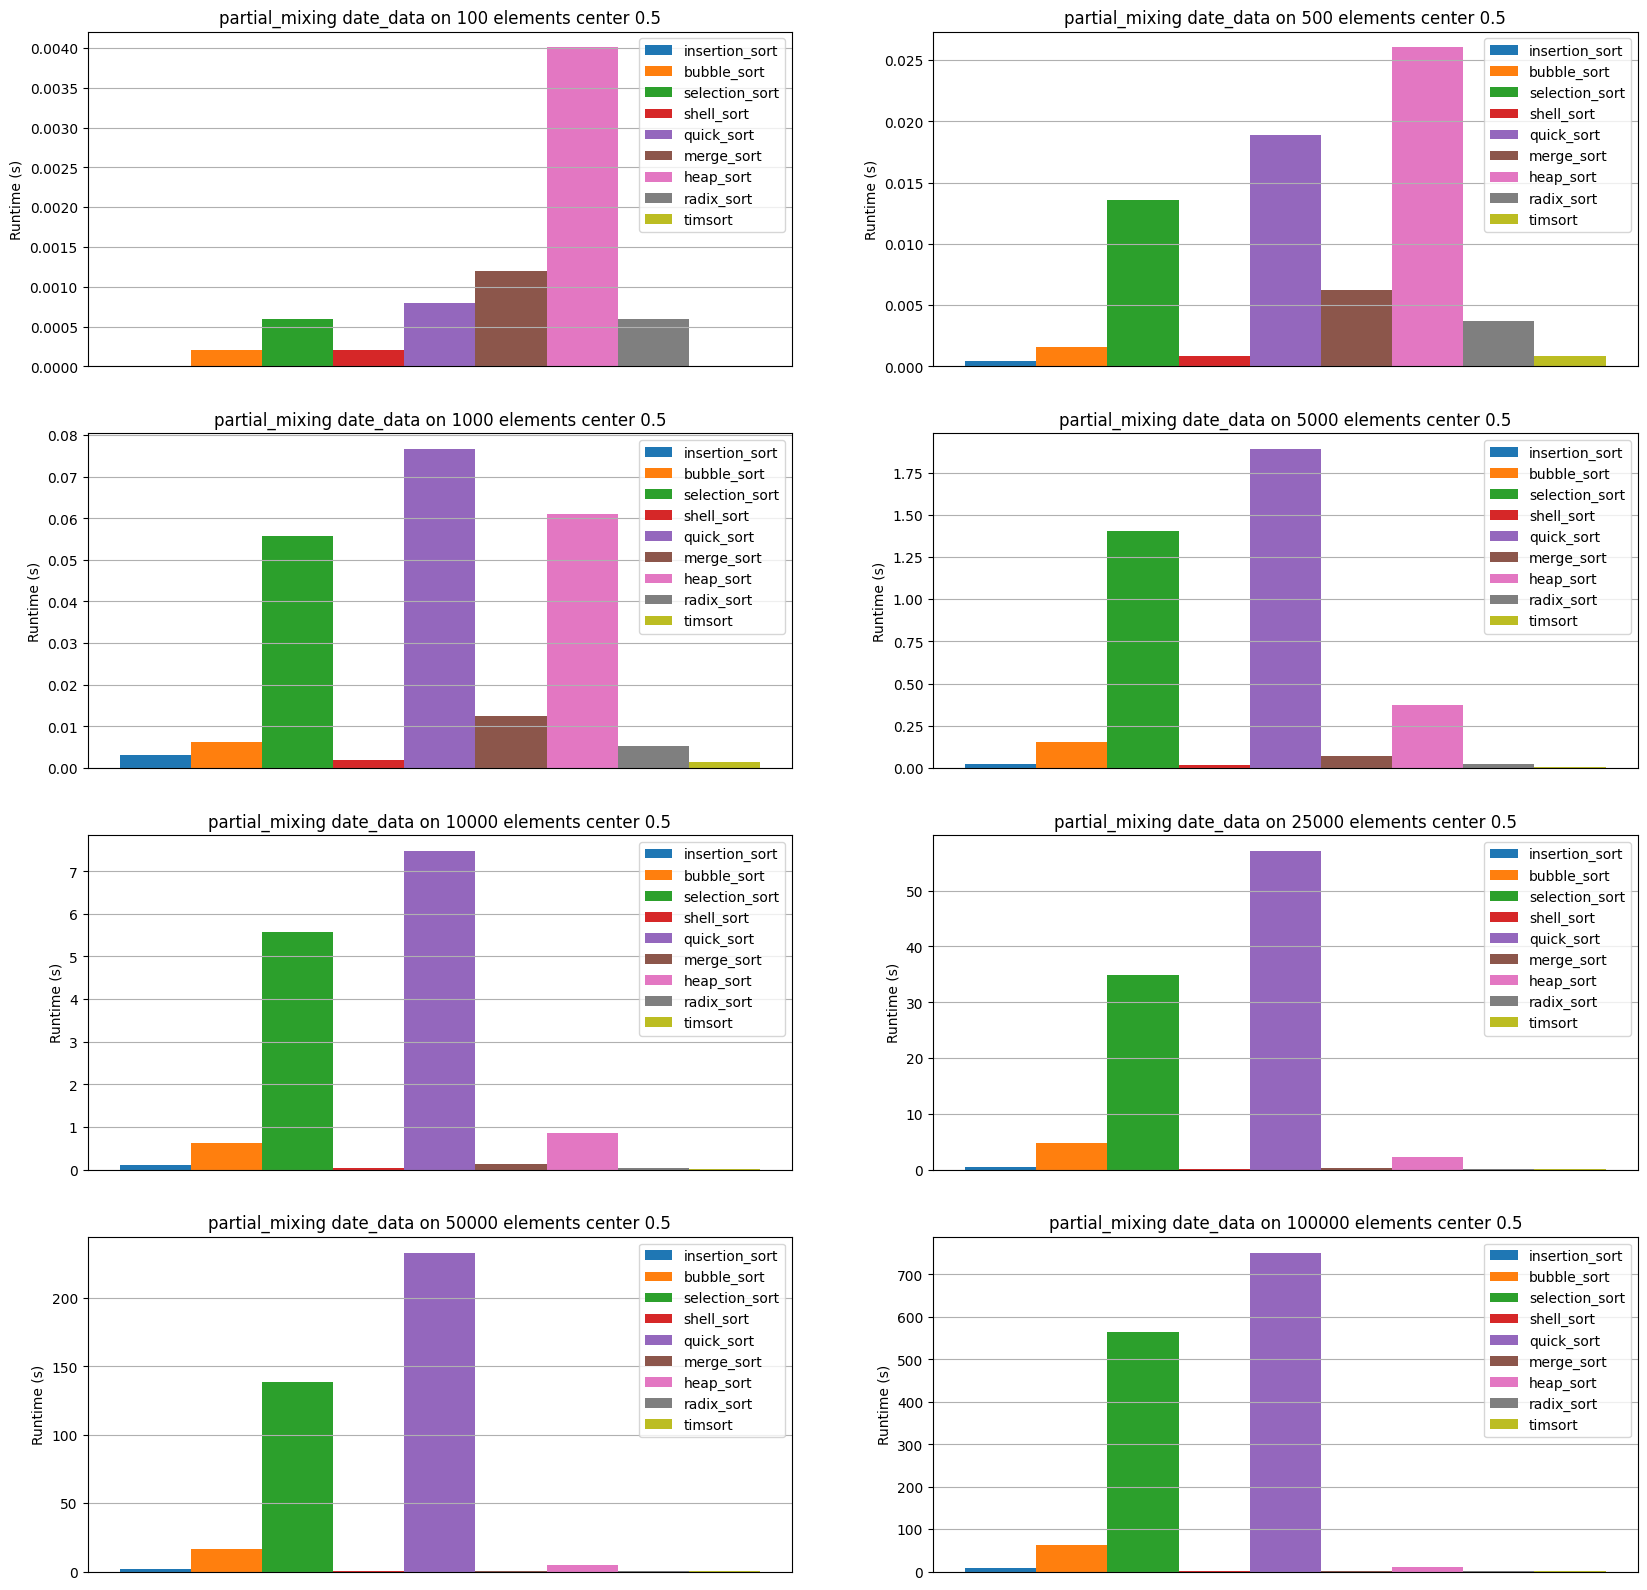 partial_mixing date_data on 100 elements center 0.5
Runtime (s)
0.0040
0.0035
0.0030
0.0025
0.0020
0.0015
0.0010
0.0005
0.0000
insertion_sort
bubble_sort
selection_sort
shell_sort
quick_sort
merge_sort
heap_sort
radix_sort
timsort
partial_mixing date_data on 500 elements center 0.5
Runtime (s)
0.025
0.020
0.015
0.010
0.005
0.000
insertion_sort
bubble_sort
selection_sort
shell_sort
quick_sort
merge_sort
heap_sort
radix_sort
timsort
partial_mixing date_data on 1000 elements center 0.5
Runtime (s)
0.08
0.07
0.06
0.05
0.04
0.03
0.02
0.01
0.00
insertion_sort
bubble_sort
selection_sort
shell_sort
quick_sort
merge_sort
heap_sort
radix_sort
timsort
partial_mixing date_data on 5000 elements center 0.5
Runtime (s)
1.75
1.50
1.25
1.00
0.75
0.50
0.25
0.00
insertion_sort
bubble_sort
selection_sort
shell_sort
quick_sort
merge_sort
heap_sort
radix_sort
timsort
partial_mixing date_data on 10000 elements center 0.5
Runtime (s)
7
6
5
4
3
2
1
0
insertion_sort
bubble_sort
selection_sort
shell_sort
quick_sort
merge_sort
heap_sort
radix_sort
timsort
partial_mixing date_data on 25000 elements center 0.5
Runtime (s)
50
40
30
20
10
0
insertion_sort
bubble_sort
selection_sort
shell_sort
quick_sort
merge_sort
heap_sort
radix_sort
timsort
partial_mixing date_data on 50000 elements center 0.5
Runtime (s)
200
150
100
50
0
insertion_sort
bubble_sort
selection_sort
shell_sort
quick_sort
merge_sort
heap_sort
radix_sort
timsort
partial_mixing date_data on 100000 elements center 0.5
Runtime (s)
700
600
500
400
300
200
100
0
insertion_sort
bubble_sort
selection_sort
shell_sort
quick_sort
merge_sort
heap_sort
radix_sort
timsort